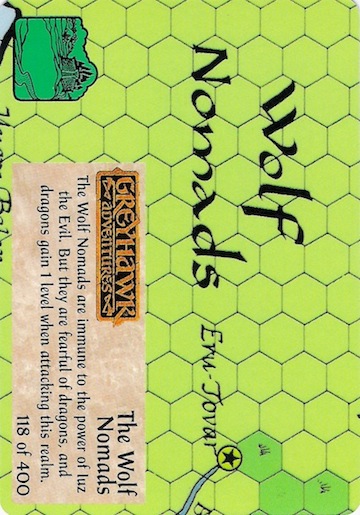 Wolf
Nomads
Eru-Tovar
GREYHAWK
ADVENTURES
The Wolf
Nomads
The Wolf Nomads are immune to the power of luz
the Evil. But they are fearful of dragons, and
dragons gain 1 level when attacking this realm.
118 of 400